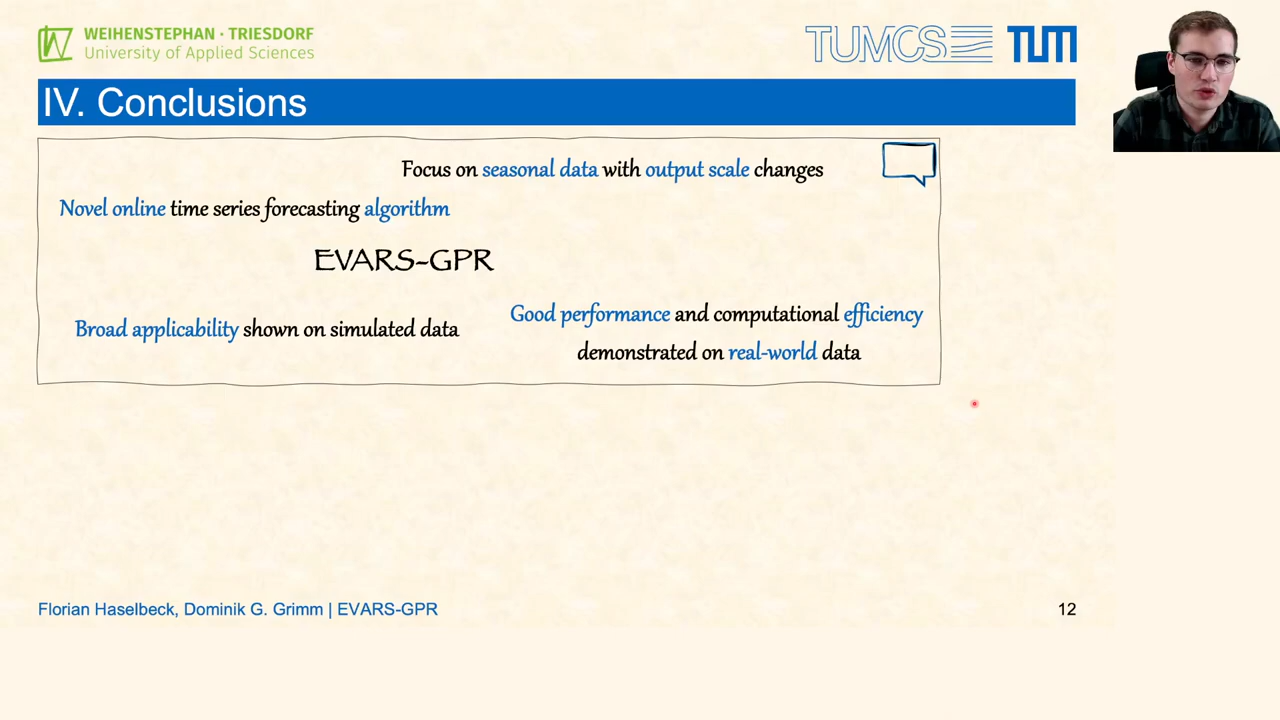 WEIHENSTEPHAN · TRIESDORF
University of Applied Sciences
TUMCS
TUM
IV. Conclusions
Focus on seasonal data with output scale changes
Novel online time series forecasting algorithm
EVARS-GPR
Broad applicability shown on simulated data
Good performance and computational efficiency
demonstrated on real-world data
Florian Haselbeck, Dominik G. Grimm | EVARS-GPR
12